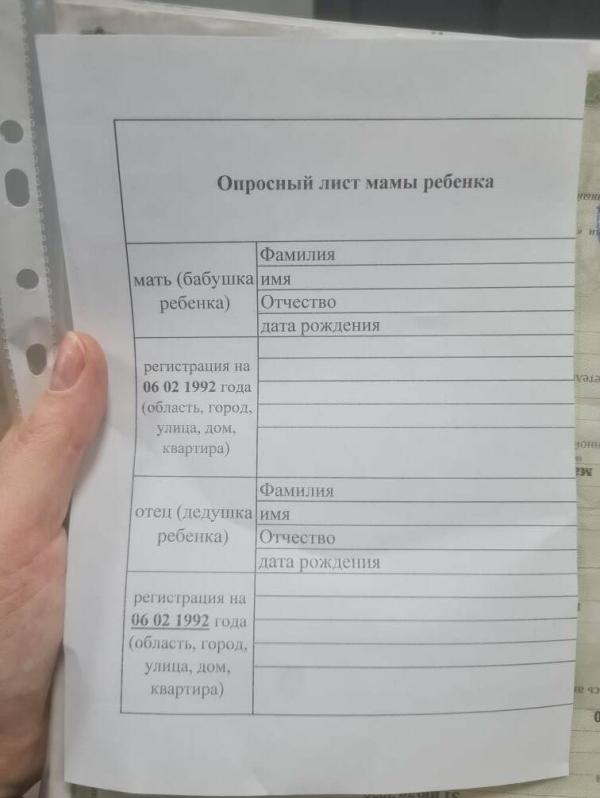 Опросный лист мамы ребенка
мать (бабушка
ребенка)
Фамилия
имя
Отчество
дата рождения
регистрация на
06 02 1992 года
(область, город,
улица, дом,
квартира)
отец (дедушка
ребенка)
Фамилия
имя
Отчество
дата рождения
регистрация на
06 02 1992 года
(область, город,
улица, дом,
квартира)